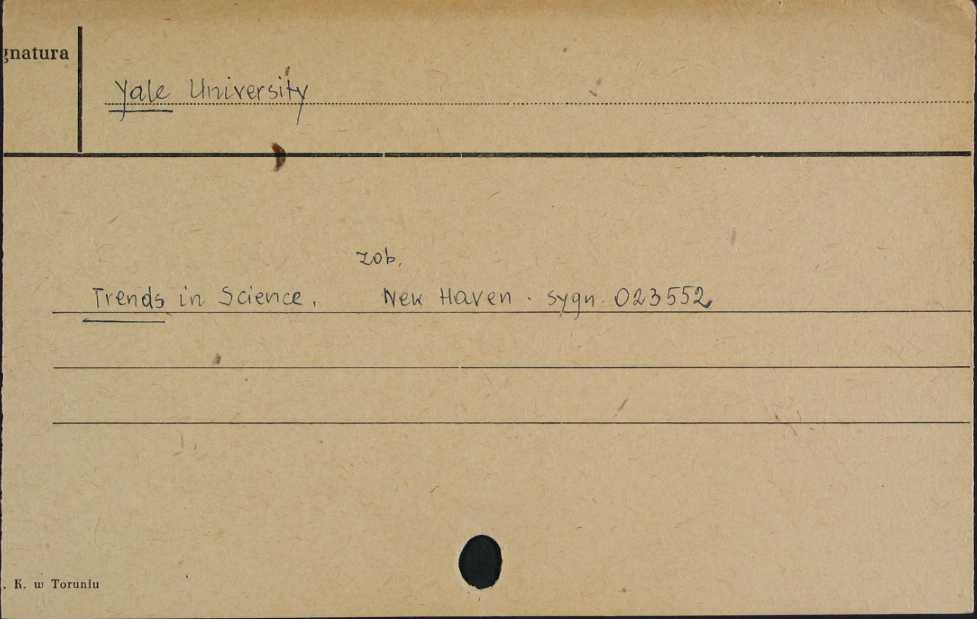 gnatura
Yale University
zob.
Trends in Science. New Haven. sygn. 023552
. K. w Toruniu